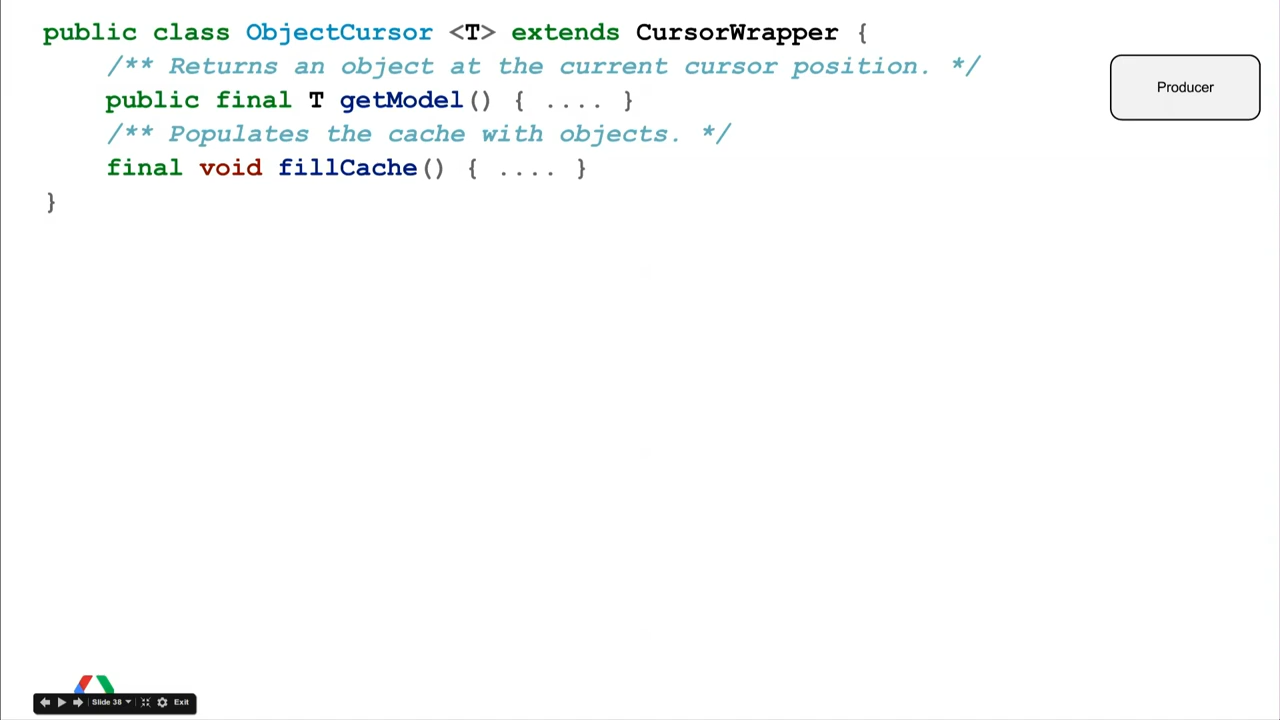 public class ObjectCursor <T> extends CursorWrapper {
/** Returns an object at the current cursor position. */
public final T getModel() { .... }
/** Populates the cache with objects. */
final void fillCache() { .... }
}
Producer
Slide 38
Exit